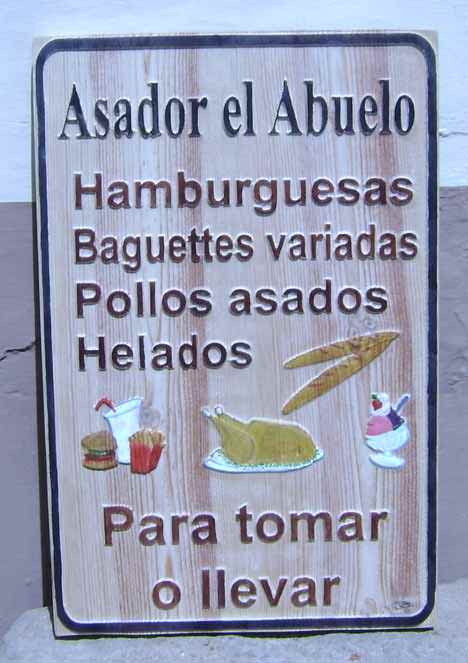 Asador el Abuelo
Hamburguesas
Baguettes variadas
Pollos asados
Helados
Para tomar
o llevar